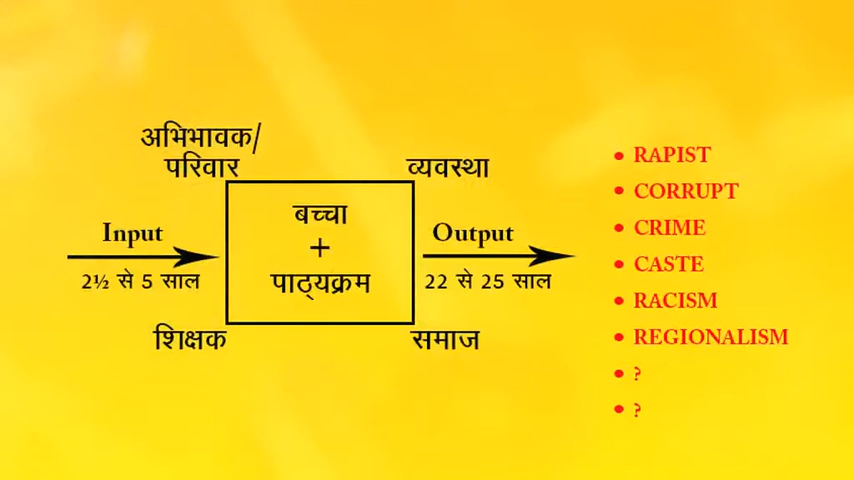 अभिभावक/
परिवार
व्यवस्था
Input
2½ से 5 साल
बच्चा
+
पाठ्यक्रम
Output
22 से 25 साल
शिक्षक
समाज
• RAPIST
• CORRUPT
• CRIME
• CASTE
• RACISM
• REGIONALISM
• ?
• ?